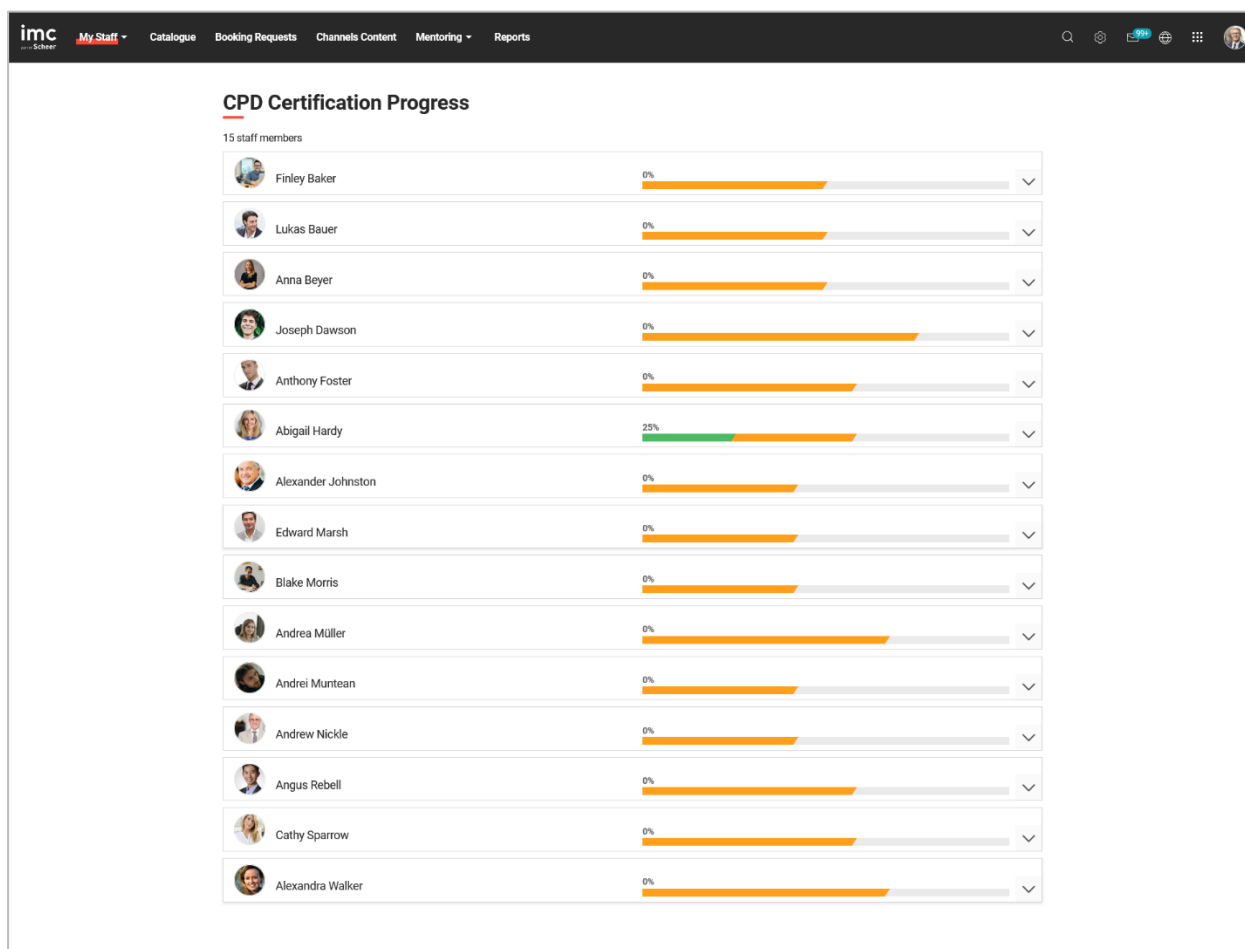 imc
part of Scheer
My Staff
Catalogue
Booking Requests
Channels Content
Mentoring
Reports
99+
CPD Certification Progress
15 staff members
Finley Baker
0%
Lukas Bauer
0%
Anna Beyer
0%
Joseph Dawson
0%
Anthony Foster
0%
Abigail Hardy
25%
Alexander Johnston
0%
Edward Marsh
0%
Blake Morris
0%
Andrea Müller
0%
Andrei Muntean
0%
Andrew Nickle
0%
Angus Rebell
0%
Cathy Sparrow
0%
Alexandra Walker
0%